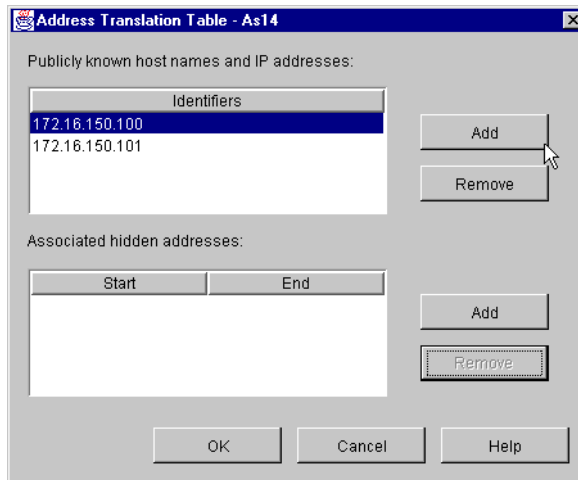 Address Translation Table - As14
Publicly known host names and IP addresses:
Identifiers
172.16.150.100
172.16.150.101
Add
Remove
Associated hidden addresses:
Start End
Add
Remove
OK Cancel Help